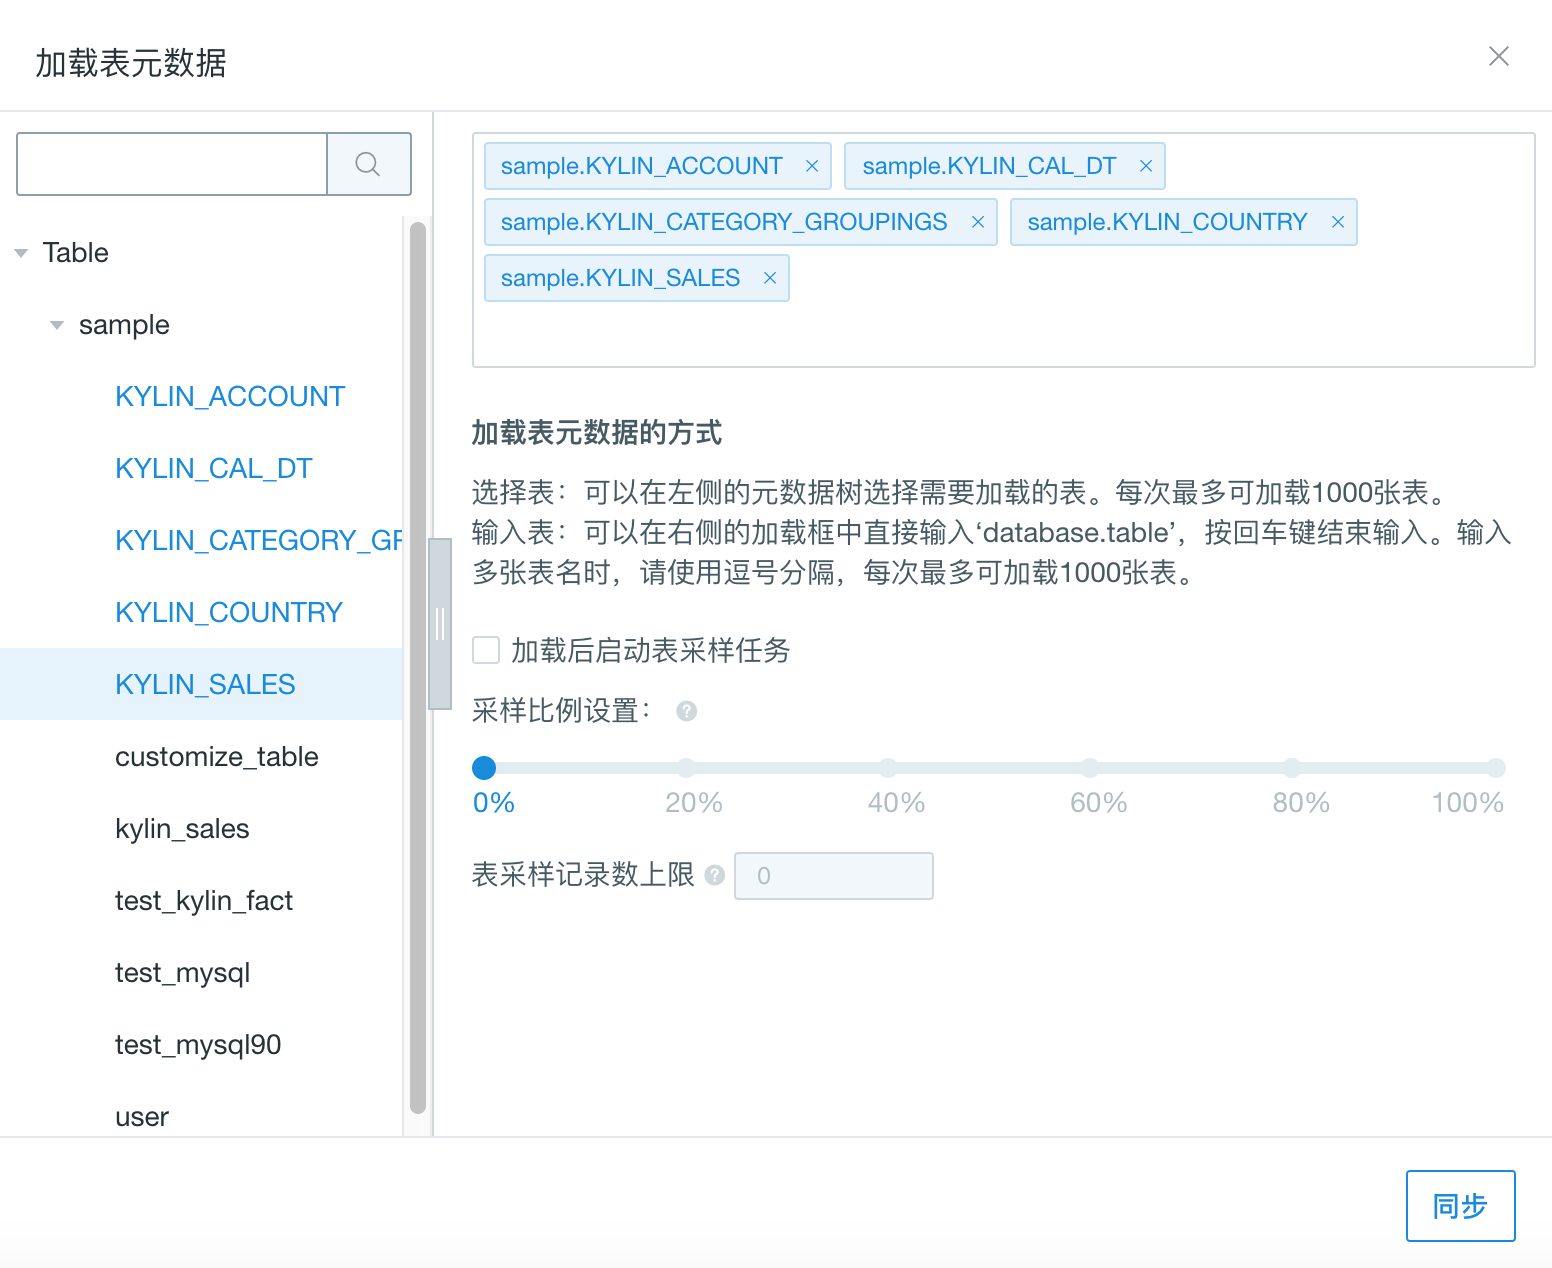 加载表元数据
Table
sample
KYLIN_ACCOUNT
KYLIN_CAL_DT
KYLIN_CATEGORY_GR
KYLIN_COUNTRY
KYLIN_SALES
customize_table
kylin_sales
test_kylin_fact
test_mysql
test_mysql90
user
sample.KYLIN_ACCOUNT × sample.KYLIN_CAL_DT ×
sample.KYLIN_CATEGORY_GROUPINGS × sample.KYLIN_COUNTRY ×
sample.KYLIN_SALES ×
加载表元数据的方式
选择表：可以在左侧的元数据树选择需要加载的表。每次最多可加载1000张表。
输入表：可以在右侧的加载框中直接输入‘database.table’，按回车键结束输入。输入
多张表名时，请使用逗号分隔，每次最多可加载1000张表。
加载后启动表采样任务
采样比例设置： ?
0% 20% 40% 60% 80% 100%
表采样记录数上限 ? 0
同步